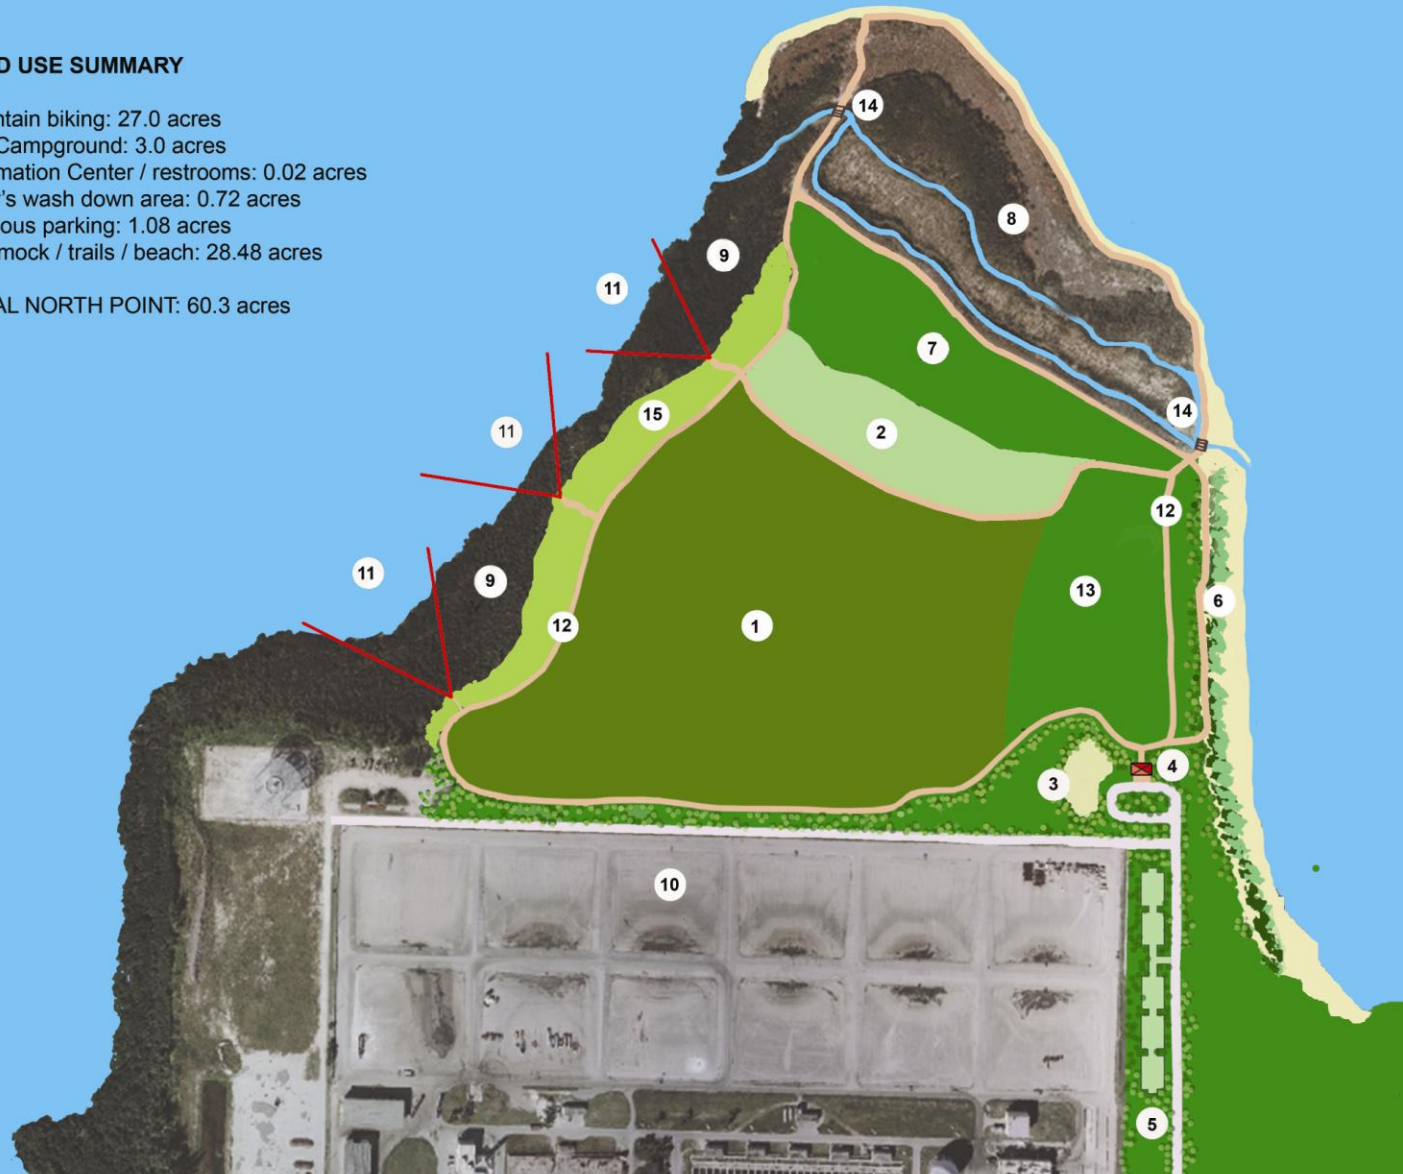 D USE SUMMARY
ntain biking: 27.0 acres
Campground: 3.0 acres
mation Center / restrooms: 0.02 acres
’s wash down area: 0.72 acres
ous parking: 1.08 acres
mock / trails / beach: 28.48 acres
AL NORTH POINT: 60.3 acres
14
8
9
11
7
14
15
2
11
12
11
9
13
6
12
1
4
3
10
5